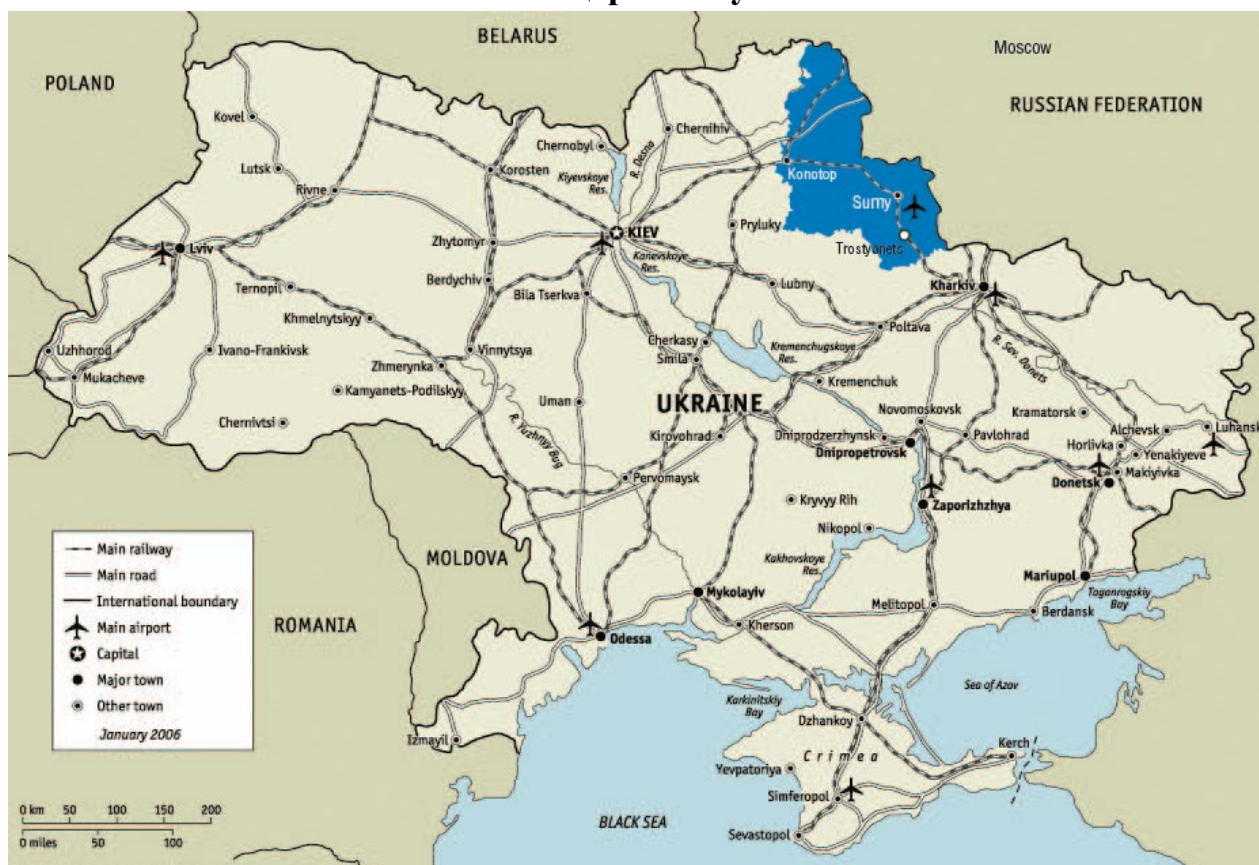 BELARUS
Moscow
POLAND
RUSSIAN FEDERATION
Kovel
Chernihiv
Chernobyl
R. Desna
Lutsk
Korosten
Kiyevskoye
Res.
Konotop
Rivne
Sumy
Pryluky
KIEV
Trostyanets
Lviv
Zhytomyr
Kanevskoye
Res.
Berdychiv
Lubny
Ternopil
Bila Tserkva
Kharkiv
Khmelnytskyy
Poltava
Cherkasy
Kremenchugskoye
Res.
R. Sev. Donets
Uzhhorod
Ivano-Frankivsk
Vinnytsya
Smila
Zhmerynka
Mukacheve
Kremenchuk
Kamyanets-Podilskyy
Uman
UKRAINE
Novomoskovsk
Kramatorsk
Chernivtsi
R. Yuzhnyy Bug
Kirovohrad
Dniprodzerzhynsk
Pavlohrad
Alchevsk
Luhansk
Horlivka
Dnipropetrovsk
Yenakiyeve
Pervomaysk
Makiyivka
Donetsk
Kryvyy Rih
Zaporizhzhya
Nikopol
Main railway
MOLDOVA
Kakhovskoye
Res.
Main road
Mariupol
International boundary
Mykolayiv
Taganrogskiy
Bay
Main airport
ROMANIA
Melitopol
Berdansk
Kherson
Capital
Odessa
Major town
Other town
Sea of Azov
Karkinitskiy
Bay
January 2006
Dzhankoy
Izmayil
Kerch
Crimea
Yevpatoriya
0 km 50 100 150 200
Simferopol
0 miles 50 100
BLACK SEA
Sevastopol